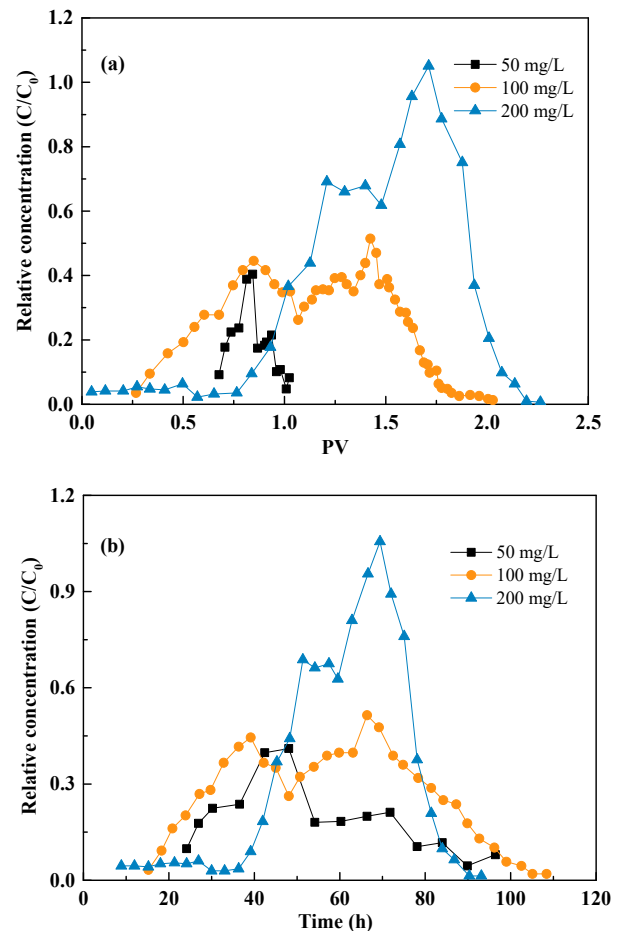 (a)
50 mg/L
100 mg/L
200 mg/L
Relative concentration (C/C₀)
1.2
1.0
0.8
0.6
0.4
0.2
0.0
0.0 0.5 1.0 1.5 2.0 2.5
PV
(b)
50 mg/L
100 mg/L
200 mg/L
Relative concentration (C/C₀)
1.2
0.9
0.6
0.3
0.0
0 20 40 60 80 100 120
Time (h)